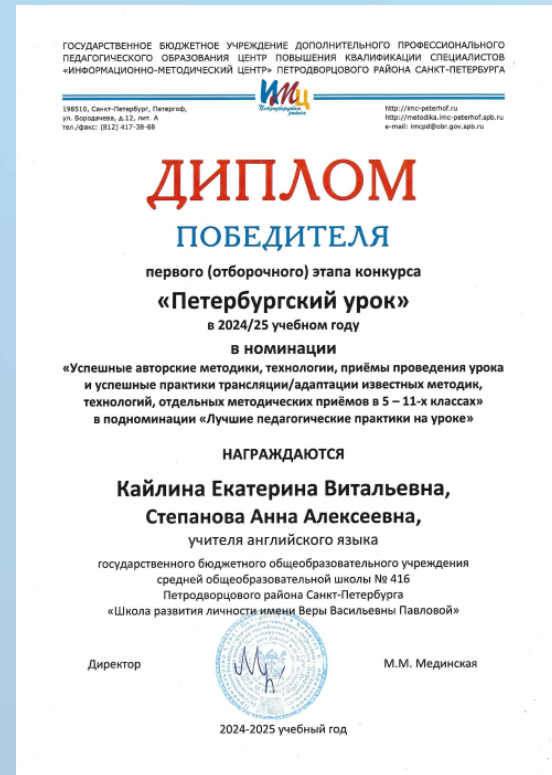 ГОСУДАРСТВЕННОЕ БЮДЖЕТНОЕ УЧРЕЖДЕНИЕ ДОПОЛНИТЕЛЬНОГО ПРОФЕССИОНАЛЬНОГО
ПЕДАГОГИЧЕСКОГО ОБРАЗОВАНИЯ ЦЕНТР ПОВЫШЕНИЯ КВАЛИФИКАЦИИ СПЕЦИАЛИСТОВ
«ИНФОРМАЦИОННО-МЕТОДИЧЕСКИЙ ЦЕНТР» ПЕТРОДВОРЦОВОГО РАЙОНА САНКТ-ПЕТЕРБУРГА
ИМЦ
Петродворцового района
198510, Санкт-Петербург, Петергоф,
ул. Бородачева, д.12, лит. А
тел./факс: (812) 417-38-68
http://imc-peterhof.ru
http://metodika.imc-peterhof.spb.ru
e-mail: imcpd@obr.gov.spb.ru
ДИПЛОМ
ПОБЕДИТЕЛЯ
первого (отборочного) этапа конкурса
«Петербургский урок»
в 2024/25 учебном году
в номинации
«Успешные авторские методики, технологии, приёмы проведения урока
и успешные практики трансляции/адаптации известных методик,
технологий, отдельных методических приёмов в 5 – 11-х классах»
в подноминации «Лучшие педагогические практики на уроке»
НАГРАЖДАЮТСЯ
Кайлина Екатерина Витальевна,
Степанова Анна Алексеевна,
учителя английского языка
государственного бюджетного общеобразовательного учреждения
средней общеобразовательной школы № 416
Петродворцового района Санкт-Петербурга
«Школа развития личности имени Веры Васильевны Павловой»
Директор
М.М. Мединская
2024-2025 учебный год